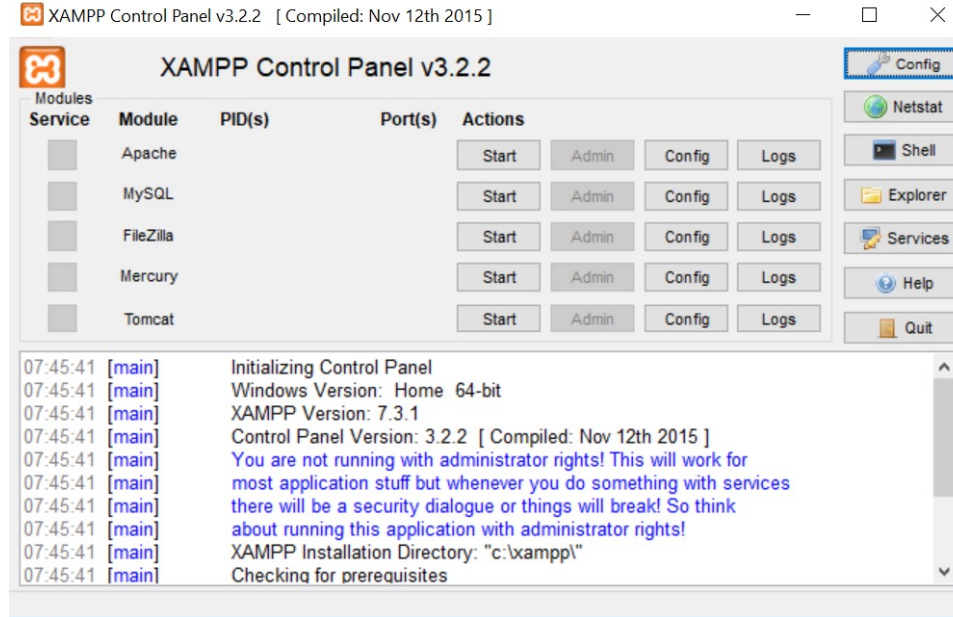 XAMPP Control Panel v3.2.2 [ Compiled: Nov 12th 2015 ]
XAMPP Control Panel v3.2.2
Config
Modules
Service Module PID(s) Port(s) Actions
Netstat
Apache Start Admin Config Logs
Shell
MySQL Start Admin Config Logs
Explorer
FileZilla Start Admin Config Logs
Services
Mercury Start Admin Config Logs
Help
Tomcat Start Admin Config Logs
Quit
07:45:41 [main] Initializing Control Panel
07:45:41 [main] Windows Version: Home 64-bit
07:45:41 [main] XAMPP Version: 7.3.1
07:45:41 [main] Control Panel Version: 3.2.2 [ Compiled: Nov 12th 2015 ]
07:45:41 [main] You are not running with administrator rights! This will work for
07:45:41 [main] most application stuff but whenever you do something with services
07:45:41 [main] there will be a security dialogue or things will break! So think
07:45:41 [main] about running this application with administrator rights!
07:45:41 [main] XAMPP Installation Directory: "c:\xampp\"
07:45:41 [main] Checking for prerequisites